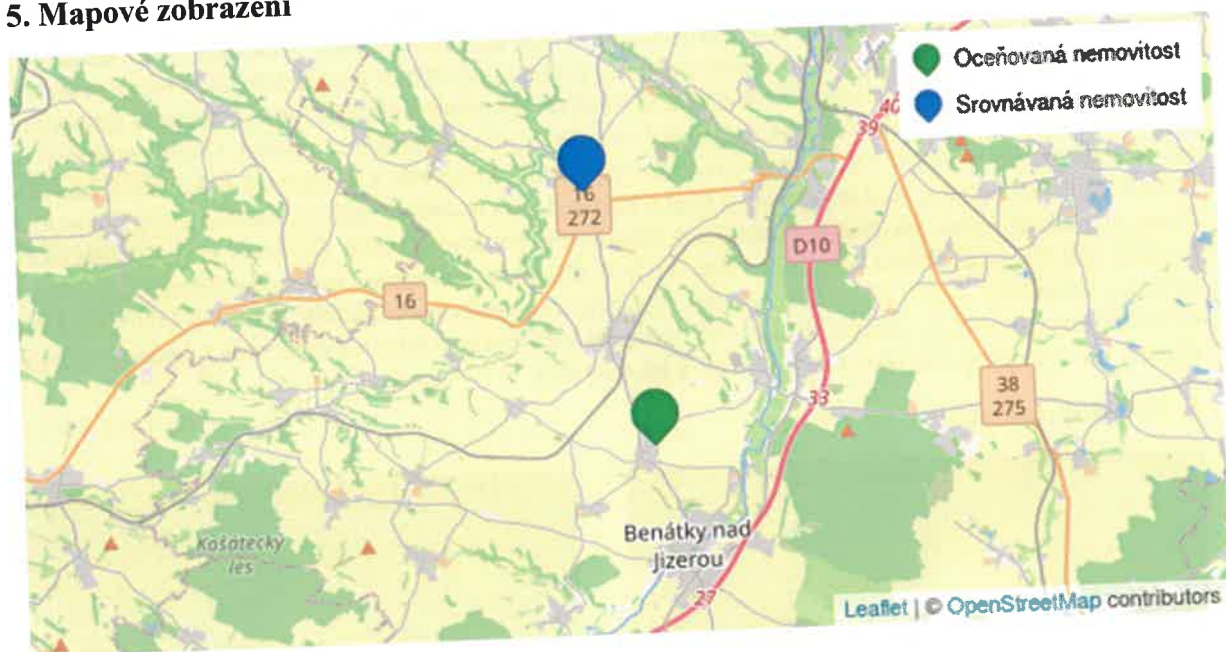 5. Mapové zobrazení
Oceňovaná nemovitost
Srovnávaná nemovitost
40
39
16
272
D10
16
38
275
33
Benátky nad
Jizerou
Košátecký
les
27
Leaflet | © OpenStreetMap contributors